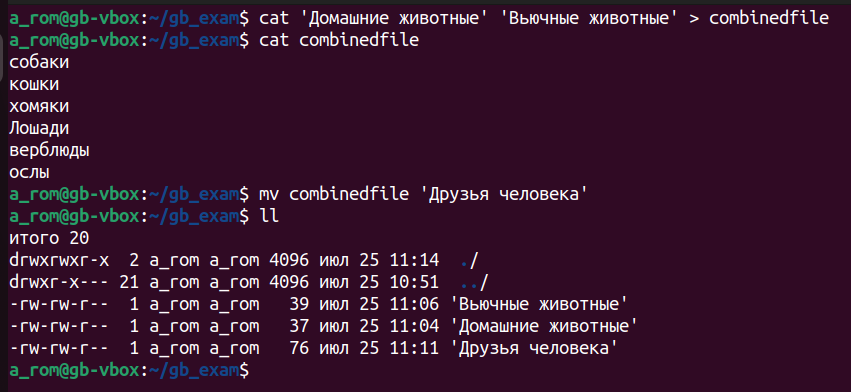 a_rom@gb-vbox:~/gb_exam$ cat 'Домашние животные' 'Вьючные животные' > combinedfile
a_rom@gb-vbox:~/gb_exam$ cat combinedfile
собаки
кошки
хомяки
Лошади
верблюды
ослы
a_rom@gb-vbox:~/gb_exam$ mv combinedfile 'Друзья человека'
a_rom@gb-vbox:~/gb_exam$ ll
итого 20
drwxrwxr-x  2 a_rom a_rom 4096 июл 25 11:14  ./
drwxr-x--- 21 a_rom a_rom 4096 июл 25 10:51  ../
-rw-rw-r--  1 a_rom a_rom   39 июл 25 11:06 'Вьючные животные'
-rw-rw-r--  1 a_rom a_rom   37 июл 25 11:04 'Домашние животные'
-rw-rw-r--  1 a_rom a_rom   76 июл 25 11:11 'Друзья человека'
a_rom@gb-vbox:~/gb_exam$